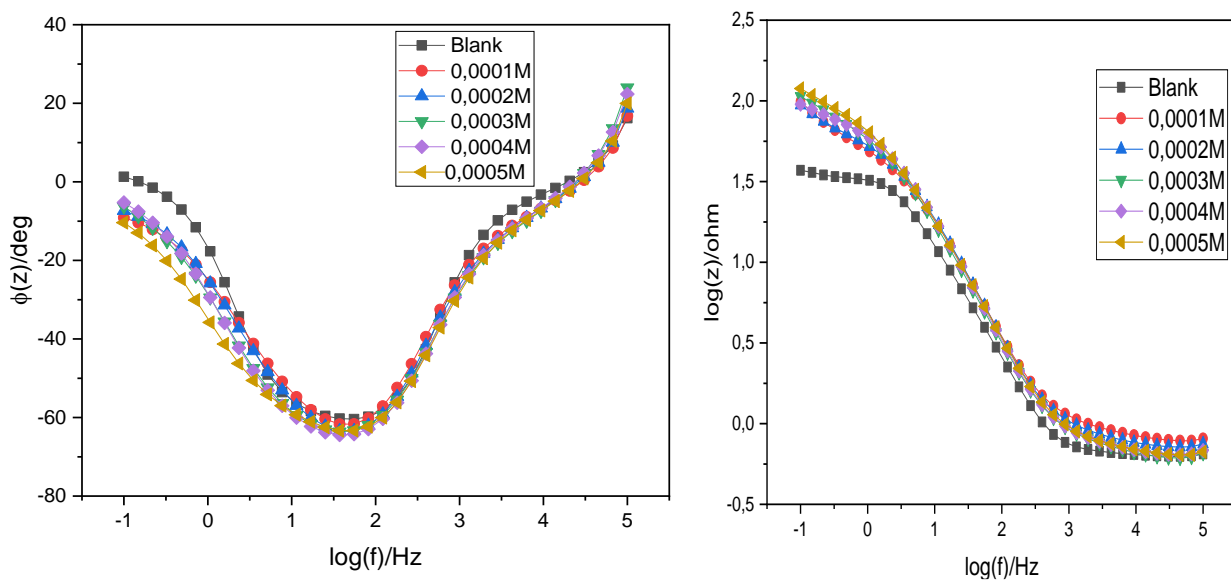 40
20
0
-20
-40
-60
-80
ϕ(z)/deg
-1 0 1 2 3 4 5
log(f)/Hz
Blank
0,0001M
0,0002M
0,0003M
0,0004M
0,0005M
2,5
2,0
1,5
1,0
0,5
0,0
-0,5
log(z)/ohm
-1 0 1 2 3 4 5
log(f)/Hz
Blank
0,0001M
0,0002M
0,0003M
0,0004M
0,0005M